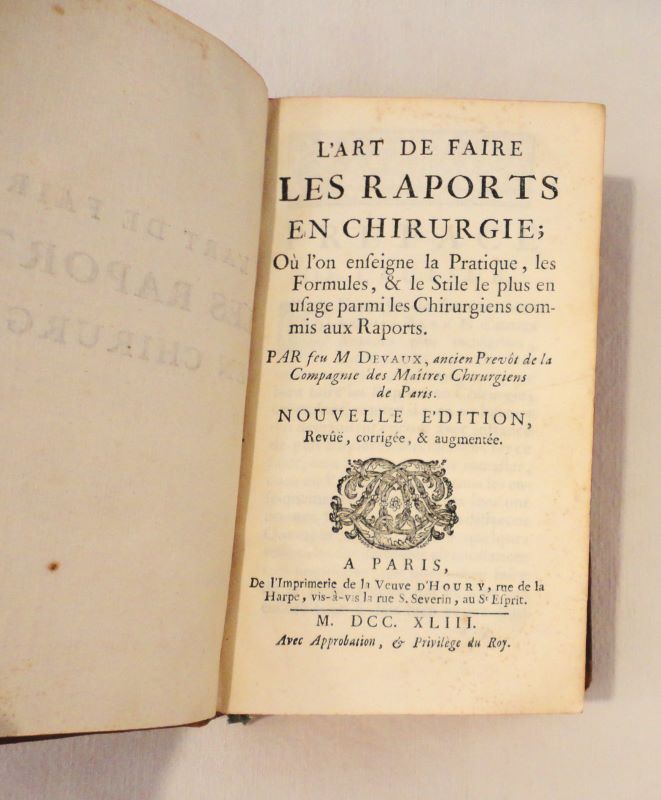 L'ART DE FAIRE
LES RAPORTS
EN CHIRURGIE;
Où l'on enſeigne la Pratique, les
Formules, & le Stile le plus en
uſage parmi les Chirurgiens com-
mis aux Raports.
PAR feu M DEVAUX, ancien Prevôt de la
Compagnie des Maîtres Chirurgiens
de Paris.
NOUVELLE E'DITION,
Revûë, corrigée, & augmentée.
A PARIS,
De l'Imprimerie de la Veuve D'HOURY, rue de la
Harpe, vis-à-vis la rue S. Severin, au St Eſprit.
M. DCC. XLIII.
Avec Approbation, & Privilège du Roy.